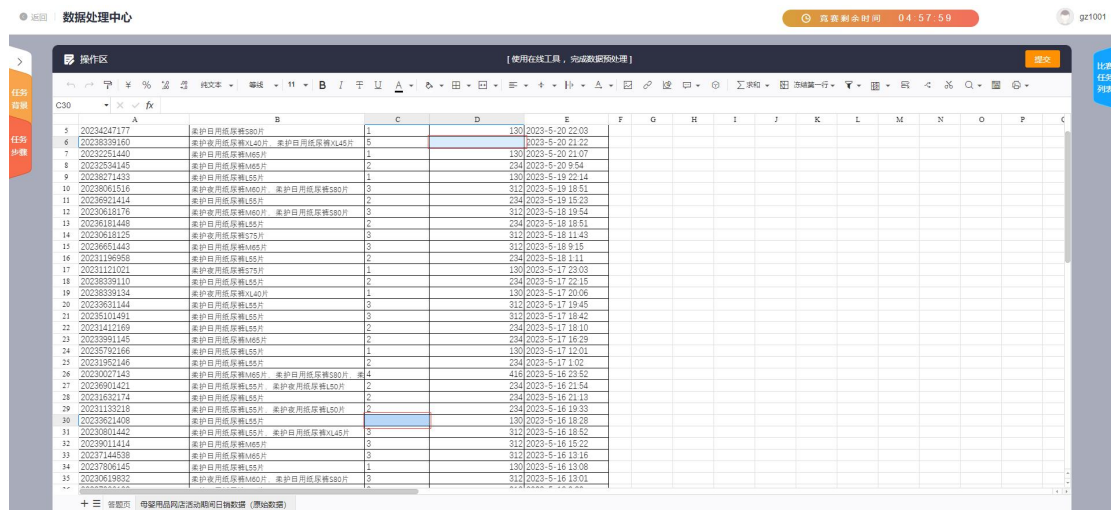 返回 数据处理中心 竞赛剩余时间 04:57:59 gz1001
操作区 [ 使用在线工具，完成数据预处理 ] 提交
任务背景
任务步骤
比赛任务列表
¥ % 纯文本 等线 11 B I T U A 求和 冻结第一行
C30 fx
A B C D E F G H I J K L M N O P
5 20234247177 柔护日用纸尿裤S80片 1 130 2023-5-20 22:03
6 20238339160 柔护夜用纸尿裤XL40片、柔护日用纸尿裤XL45片 5 2023-5-20 21:22
7 20232251440 柔护日用纸尿裤M65片 1 130 2023-5-20 21:07
8 20232534145 柔护日用纸尿裤M65片 2 234 2023-5-20 9:54
9 20238271433 柔护日用纸尿裤L55片 1 130 2023-5-19 22:14
10 20238061516 柔护夜用纸尿裤M60片、柔护日用纸尿裤S80片 3 312 2023-5-19 18:51
11 20236921414 柔护日用纸尿裤L55片 2 234 2023-5-19 15:23
12 20230618176 柔护夜用纸尿裤M60片、柔护日用纸尿裤S80片 3 312 2023-5-18 19:54
13 20236181448 柔护日用纸尿裤L55片 2 234 2023-5-18 18:51
14 20230618125 柔护夜用纸尿裤S75片 3 312 2023-5-18 11:43
15 20236651443 柔护日用纸尿裤M65片 3 312 2023-5-18 9:15
16 20231196958 柔护日用纸尿裤L55片 2 234 2023-5-18 1:11
17 20231121021 柔护夜用纸尿裤S75片 1 130 2023-5-17 23:03
18 20238339110 柔护日用纸尿裤L55片 2 234 2023-5-17 22:15
19 20238339134 柔护夜用纸尿裤XL40片 1 130 2023-5-17 20:06
20 20233631144 柔护日用纸尿裤L55片 3 312 2023-5-17 19:45
21 20235101491 柔护日用纸尿裤L55片 3 312 2023-5-17 18:42
22 20231412169 柔护日用纸尿裤L55片 2 234 2023-5-17 18:10
23 20233991145 柔护日用纸尿裤M65片 2 234 2023-5-17 16:29
24 20235792166 柔护日用纸尿裤L55片 1 130 2023-5-17 12:01
25 20231952146 柔护日用纸尿裤L55片 2 234 2023-5-17 1:02
26 20230027143 柔护日用纸尿裤M65片、柔护日用纸尿裤S80片、柔 4 416 2023-5-16 23:52
27 20236901421 柔护日用纸尿裤L55片、柔护夜用纸尿裤L50片 2 234 2023-5-16 21:54
28 20231632174 柔护日用纸尿裤L55片 2 234 2023-5-16 21:13
29 20231133218 柔护日用纸尿裤L55片、柔护夜用纸尿裤L50片 2 234 2023-5-16 19:33
30 20233621408 柔护日用纸尿裤L55片 130 2023-5-16 18:28
31 20230801442 柔护日用纸尿裤L55片、柔护日用纸尿裤XL45片 3 312 2023-5-16 18:52
32 20239011414 柔护日用纸尿裤M65片 3 312 2023-5-16 15:22
33 20237144538 柔护日用纸尿裤M65片 3 312 2023-5-16 13:16
34 20237806145 柔护日用纸尿裤L55片 1 130 2023-5-16 13:08
35 20230619832 柔护夜用纸尿裤M60片、柔护日用纸尿裤S80片 3 312 2023-5-16 13:01
答题页 母婴用品网店活动期间日销数据（原始数据）